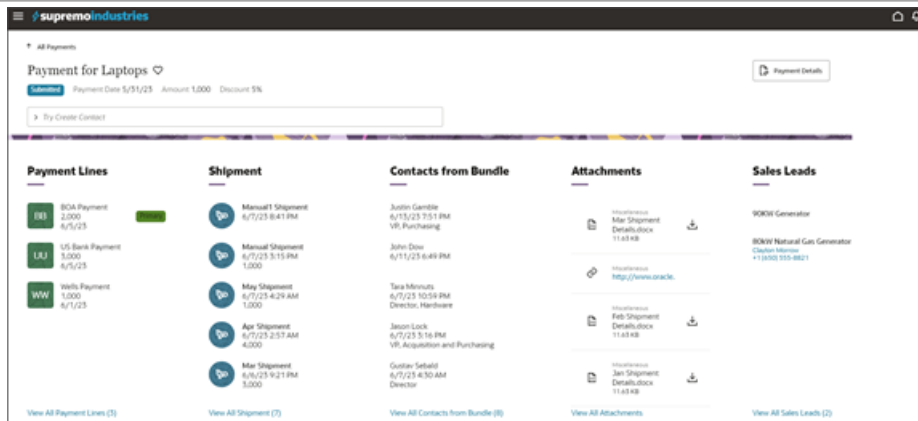 supremoindustries
All Payments
Payment for Laptops
Payment Details
Submitted Payment Date 5/31/23 Amount 1,000 Discount 5%
Try Create Contact
Payment Lines
BB
BOA Payment
2,000
6/5/23
Primary
UU
US Bank Payment
3,000
6/5/23
WW
Wells Payment
1,000
6/1/23
View All Payment Lines (3)
Shipment
Manual1 Shipment
6/7/23 8:41 PM
Manual Shipment
6/7/23 3:15 PM
1,000
May Shipment
6/7/23 4:29 AM
1,000
Apr Shipment
6/7/23 2:57 AM
4,000
Mar Shipment
6/6/23 9:21 PM
3,000
View All Shipment (7)
Contacts from Bundle
Justin Gamble
6/13/23 7:51 PM
VP, Purchasing
John Dow
6/11/23 6:49 PM
Tara Minnuts
6/7/23 10:59 PM
Director, Hardware
Jason Lock
6/7/23 3:16 PM
VP, Acquisition and Purchasing
Gustav Sebald
6/7/23 4:30 AM
Director
View All Contacts from Bundle (8)
Attachments
Miscellaneous
Mar Shipment
Details.docx
11.63 KB
Miscellaneous
http://www.oracle.
Miscellaneous
Feb Shipment
Details.docx
11.63 KB
Miscellaneous
Jan Shipment
Details.docx
11.63 KB
View All Attachments
Sales Leads
90KW Generator
80kW Natural Gas Generator
Clayton Morrow
+1 (650) 555-8821
View All Sales Leads (2)